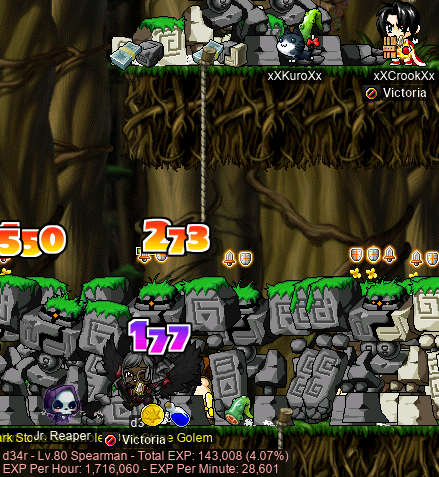 xXKuroXx
xXCrookXx
Victoria
550
273
177
Jr. Reaper
Victoria
Golem
d34r - Lv.80 Spearman - Total EXP: 143,008 (4.07%)
EXP Per Hour: 1,716,060 - EXP Per Minute: 28,601